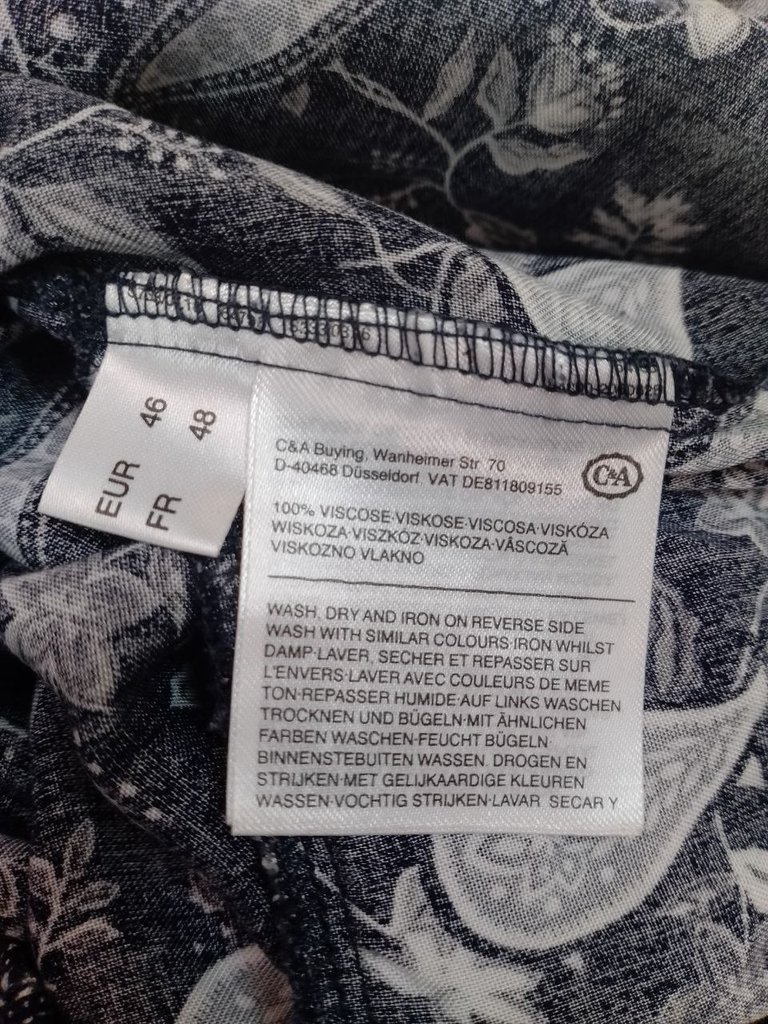 EUR 46
FR 48
C&A Buying, Wanheimer Str. 70
D-40468 Düsseldorf VAT DE811809155
C&A
100% VISCOSE·VISKOSE·VISCOSA·VISKÓZA
WISKOZA·VISZKÓZ·VISKOZA·VÂSCOZĂ
VISKOZNO VLAKNO
WASH, DRY AND IRON ON REVERSE SIDE
WASH WITH SIMILAR COLOURS·IRON WHILST
DAMP·LAVER, SECHER ET REPASSER SUR
L'ENVERS·LAVER AVEC COULEURS DE MEME
TON·REPASSER HUMIDE·AUF LINKS WASCHEN
TROCKNEN UND BÜGELN·MIT ÄHNLICHEN
FARBEN WASCHEN·FEUCHT BÜGELN
BINNENSTEBUITEN WASSEN, DROGEN EN
STRIJKEN·MET GELIJKAARDIGE KLEUREN
WASSEN·VOCHTIG STRIJKEN·LAVAR SECAR Y